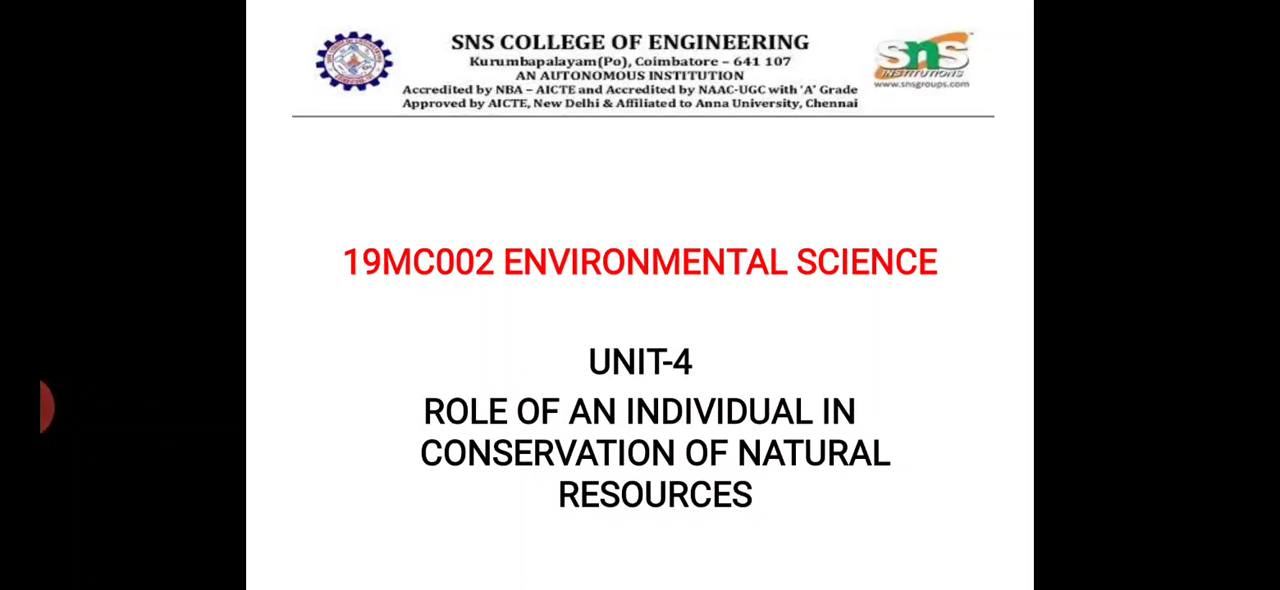 SNS COLLEGE OF ENGINEERING
Kurumbapalayam(Po), Coimbatore – 641 107
AN AUTONOMOUS INSTITUTION
Accredited by NBA – AICTE and Accredited by NAAC-UGC with 'A' Grade
Approved by AICTE, New Delhi & Affiliated to Anna University, Chennai
sns
INSTITUTIONS
www.snsgroups.com
19MC002 ENVIRONMENTAL SCIENCE
UNIT-4
ROLE OF AN INDIVIDUAL IN
CONSERVATION OF NATURAL
RESOURCES